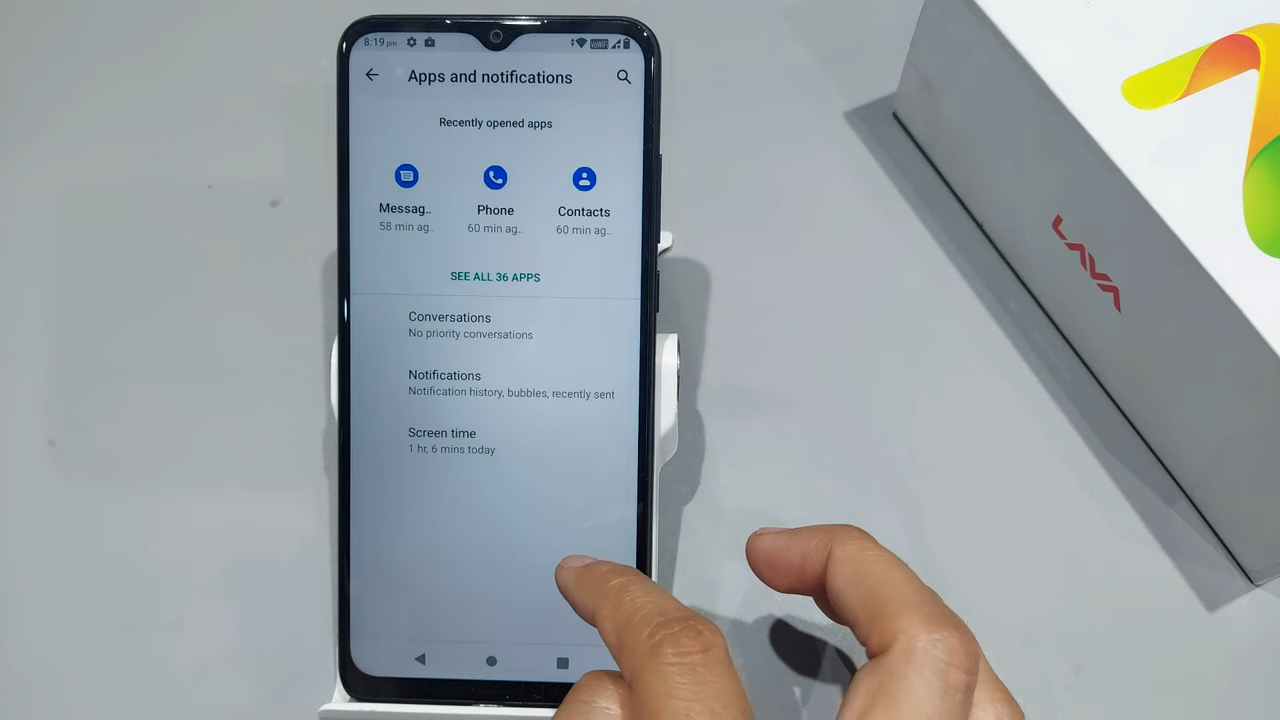 8:19 pm
VoWiFi
Apps and notifications
Recently opened apps
Messag..
Phone
Contacts
58 min ag..
60 min ag..
60 min ag..
SEE ALL 36 APPS
Conversations
No priority conversations
Notifications
Notification history, bubbles, recently sent
Screen time
1 hr, 6 mins today
LAVA